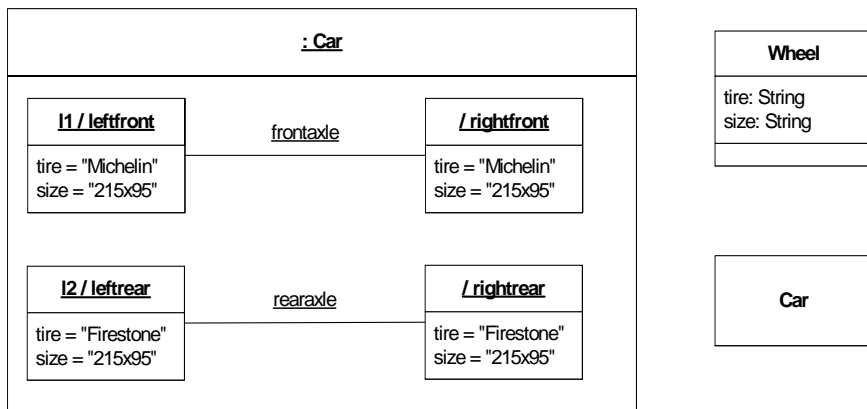 : Car
l1 / leftfront
tire = "Michelin"
size = "215x95"
frontaxle
/ rightfront
tire = "Michelin"
size = "215x95"
l2 / leftrear
tire = "Firestone"
size = "215x95"
rearaxle
/ rightrear
tire = "Firestone"
size = "215x95"
Wheel
tire: String
size: String
Car